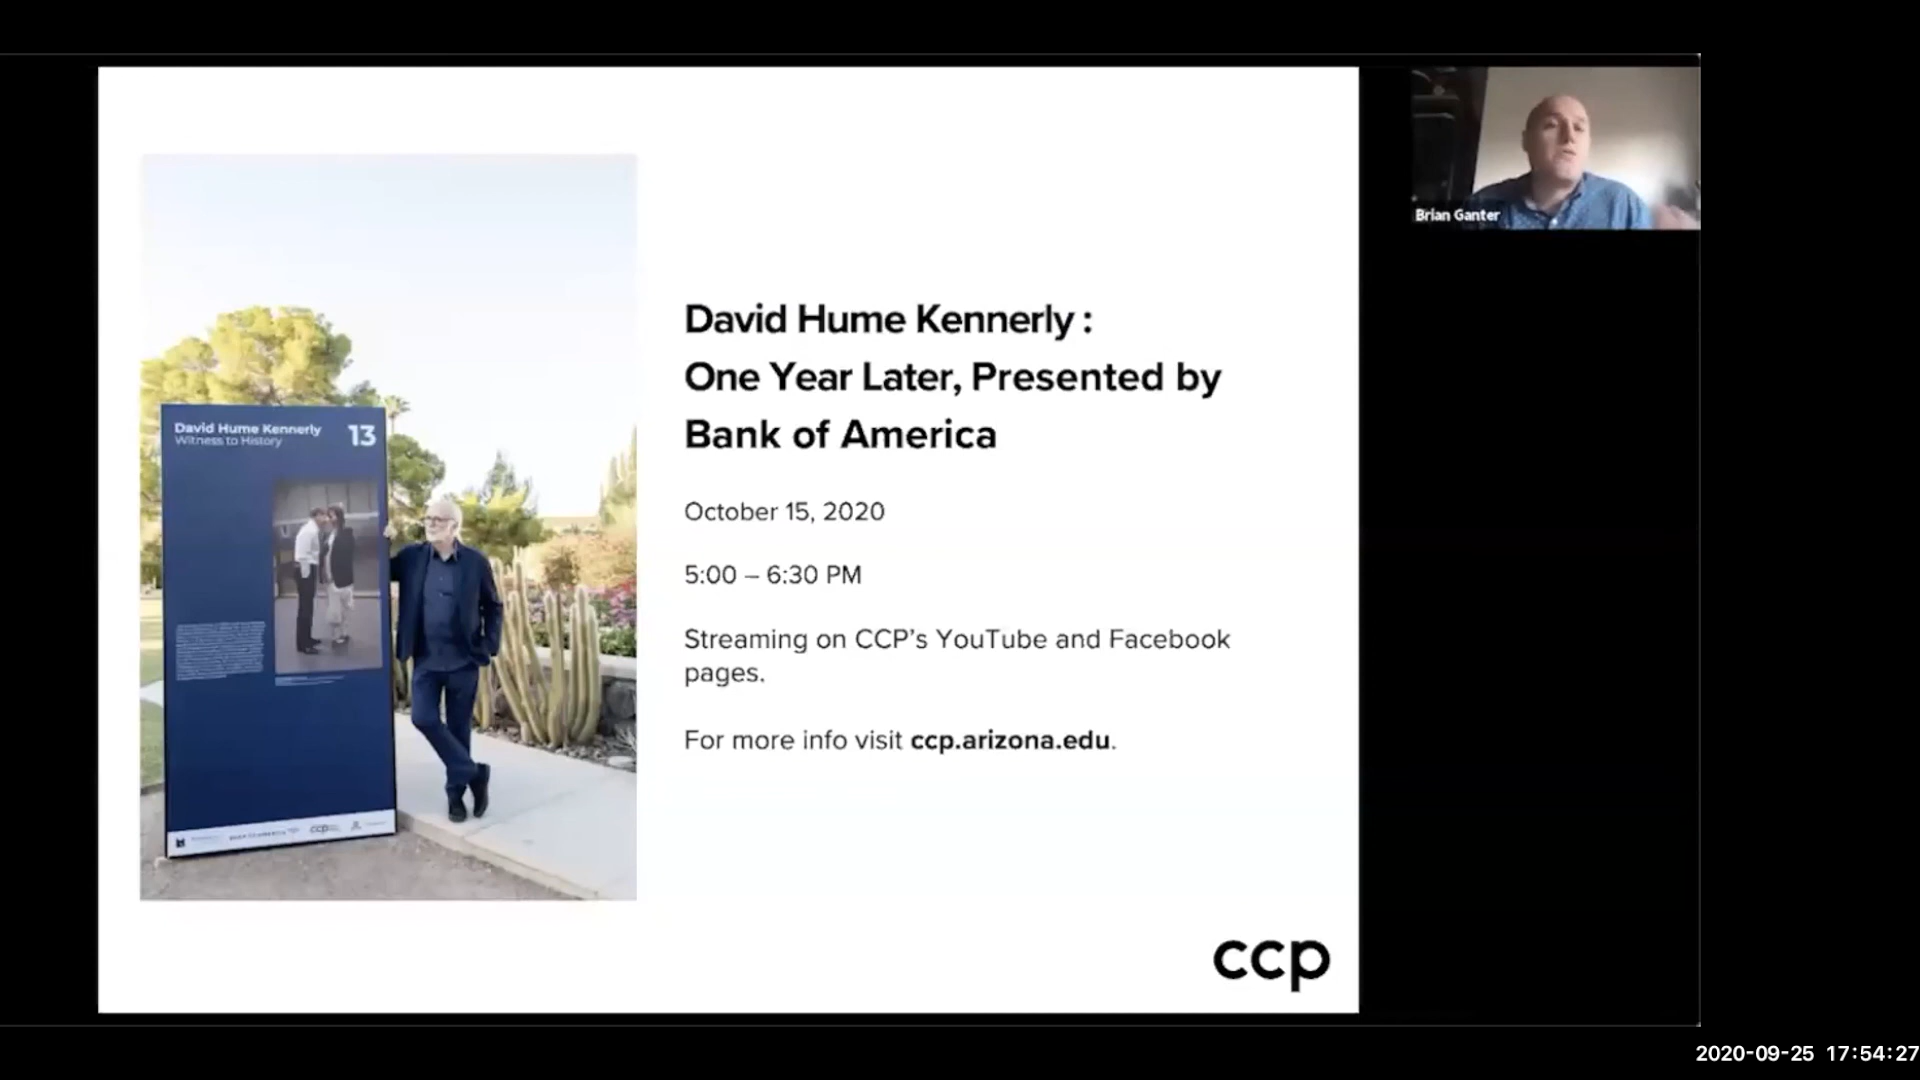 David Hume Kennerly :
One Year Later, Presented by
Bank of America
October 15, 2020
5:00 – 6:30 PM
Streaming on CCP's YouTube and Facebook
pages.
For more info visit ccp.arizona.edu.
ccp
David Hume Kennerly
Witness to History
13
ccp
Brian Ganter
2020-09-25 17:54:27